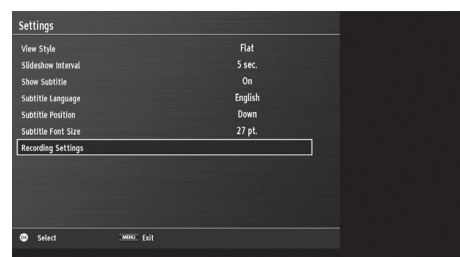 Settings
View Style Flat
Slideshow Interval 5 sec.
Show Subtitle On
Subtitle Language English
Subtitle Position Down
Subtitle Font Size 27 pt.
Recording Settings
OK Select MENU Exit